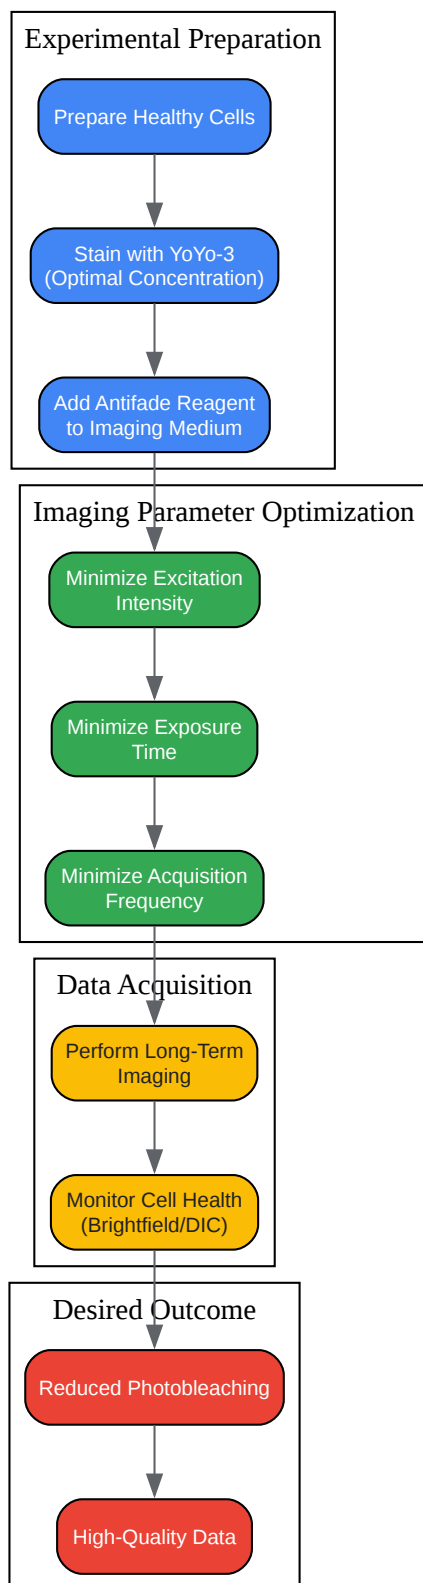 Experimental Preparation
Prepare Healthy Cells
Stain with YoYo-3
(Optimal Concentration)
Add Antifade Reagent
to Imaging Medium
Imaging Parameter Optimization
Minimize Excitation
Intensity
Minimize Exposure
Time
Minimize Acquisition
Frequency
Data Acquisition
Perform Long-Term
Imaging
Monitor Cell Health
(Brightfield/DIC)
Desired Outcome
Reduced Photobleaching
High-Quality Data